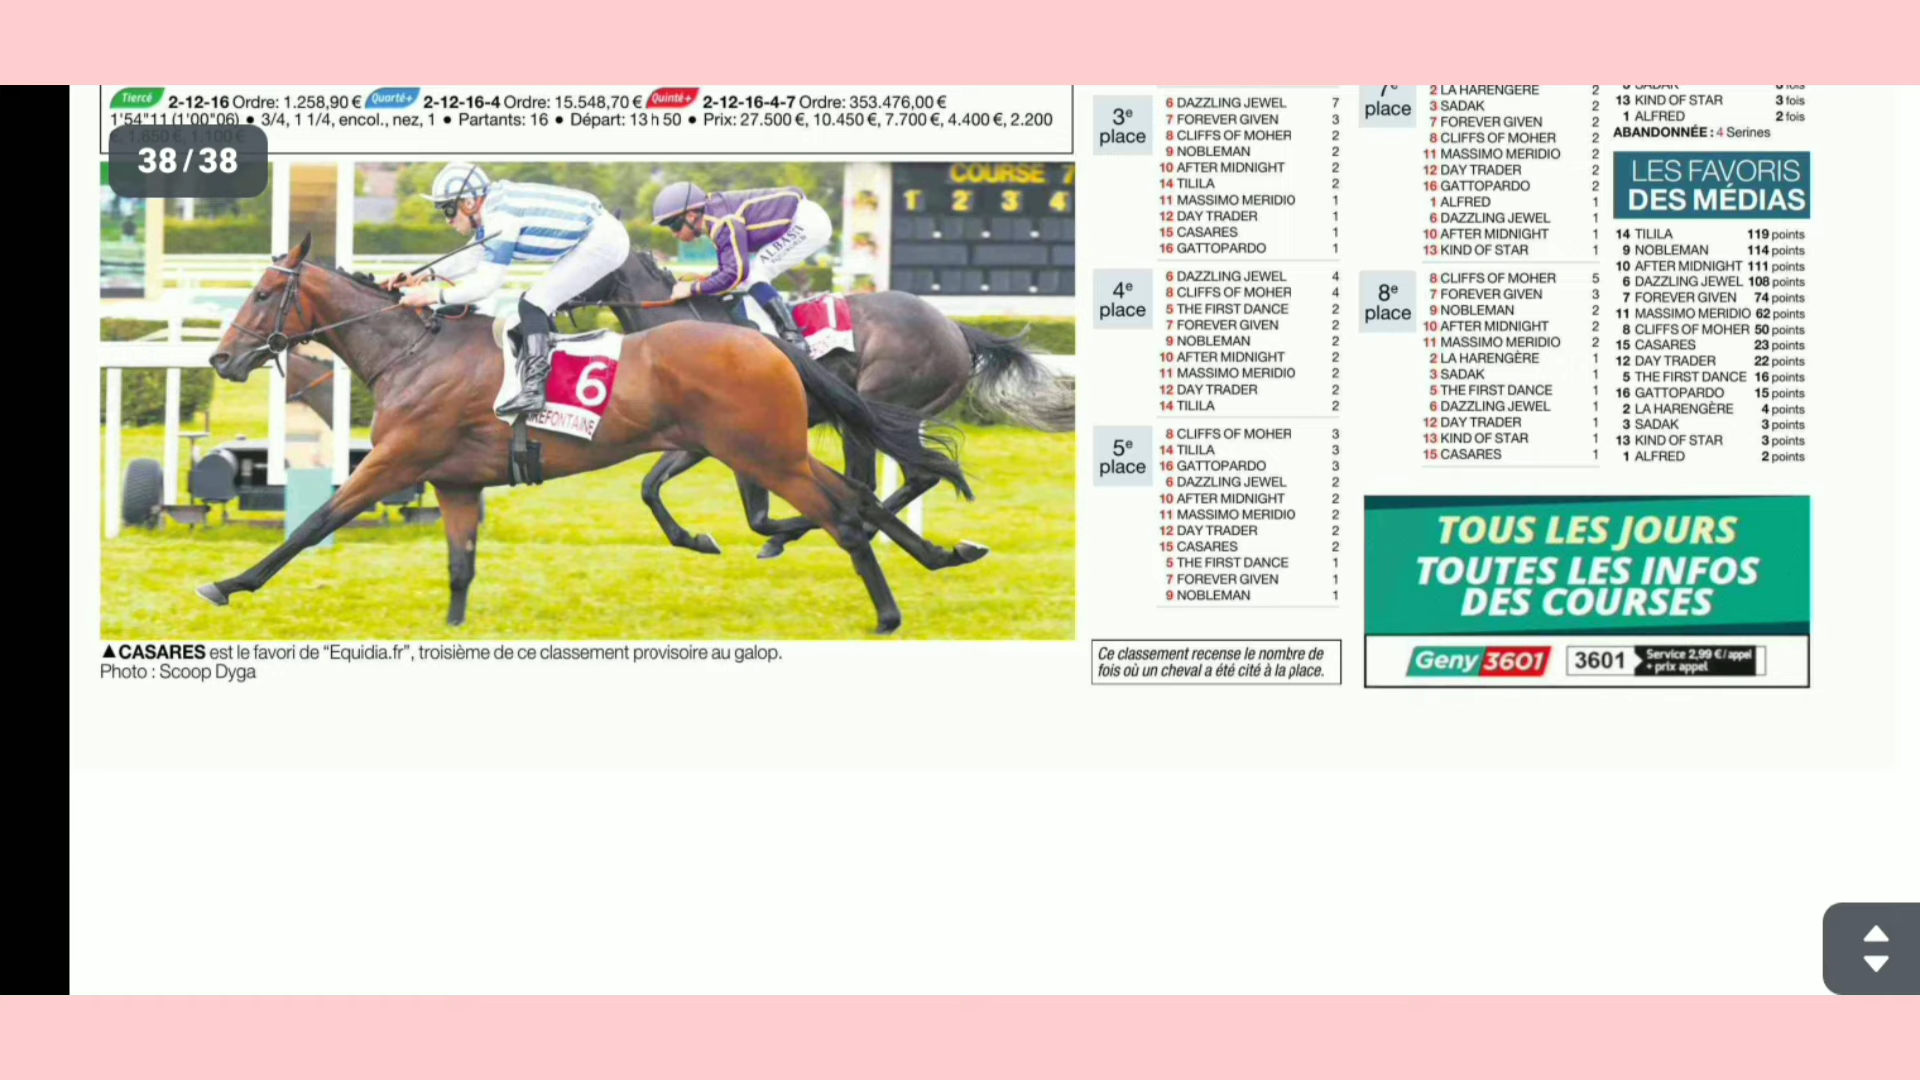 Tiercé 2-12-16 Ordre: 1.258,90 € Quarté+ 2-12-16-4 Ordre: 15.548,70 € Quinté+ 2-12-16-4-7 Ordre: 353.476,00 €
1'54"11 (1'00"06) ● 3/4, 1 1/4, encol., nez, 1 ● Partants: 16 ● Départ: 13 h 50 ● Prix: 27.500 €, 10.450 €, 7.700 €, 4.400 €, 2.200
€, 1.650 €, 1.100 €
38/38
COURSE 7
1 2 3 4
ALBASA
1
6
▲CASARES est le favori de "Equidia.fr", troisième de ce classement provisoire au galop.
Photo : Scoop Dyga
3e place
6 DAZZLING JEWEL 7
7 FOREVER GIVEN 3
8 CLIFFS OF MOHER 2
9 NOBLEMAN 2
10 AFTER MIDNIGHT 2
14 TILILA 2
11 MASSIMO MERIDIO 1
12 DAY TRADER 1
15 CASARES 1
16 GATTOPARDO 1
4e place
6 DAZZLING JEWEL 4
8 CLIFFS OF MOHER 4
5 THE FIRST DANCE 2
7 FOREVER GIVEN 2
9 NOBLEMAN 2
10 AFTER MIDNIGHT 2
11 MASSIMO MERIDIO 2
12 DAY TRADER 2
14 TILILA 2
5e place
8 CLIFFS OF MOHER 3
14 TILILA 3
16 GATTOPARDO 3
6 DAZZLING JEWEL 2
10 AFTER MIDNIGHT 2
11 MASSIMO MERIDIO 2
12 DAY TRADER 2
15 CASARES 2
5 THE FIRST DANCE 1
7 FOREVER GIVEN 1
9 NOBLEMAN 1
Ce classement recense le nombre de
fois où un cheval a été cité à la place.
7e place
2 LA HARENGÈRE 2
3 SADAK 2
7 FOREVER GIVEN 2
8 CLIFFS OF MOHER 2
11 MASSIMO MERIDIO 2
12 DAY TRADER 2
16 GATTOPARDO 2
1 ALFRED 1
6 DAZZLING JEWEL 1
10 AFTER MIDNIGHT 1
13 KIND OF STAR 1
8e place
8 CLIFFS OF MOHER 5
7 FOREVER GIVEN 3
9 NOBLEMAN 2
10 AFTER MIDNIGHT 2
11 MASSIMO MERIDIO 2
2 LA HARENGÈRE 1
3 SADAK 1
5 THE FIRST DANCE 1
6 DAZZLING JEWEL 1
12 DAY TRADER 1
13 KIND OF STAR 1
15 CASARES 1
3 SADAK 3 fois
13 KIND OF STAR 3 fois
1 ALFRED 2 fois
ABANDONNÉE : 4 Serines
LES FAVORIS
DES MÉDIAS
14 TILILA 119 points
9 NOBLEMAN 114 points
10 AFTER MIDNIGHT 111 points
6 DAZZLING JEWEL 108 points
7 FOREVER GIVEN 74 points
11 MASSIMO MERIDIO 62 points
8 CLIFFS OF MOHER 50 points
15 CASARES 23 points
12 DAY TRADER 22 points
5 THE FIRST DANCE 16 points
16 GATTOPARDO 15 points
2 LA HARENGÈRE 4 points
3 SADAK 3 points
13 KIND OF STAR 3 points
1 ALFRED 2 points
TOUS LES JOURS
TOUTES LES INFOS
DES COURSES
Geny 3601 3601 Service 2,99 €/appel
+ prix appel